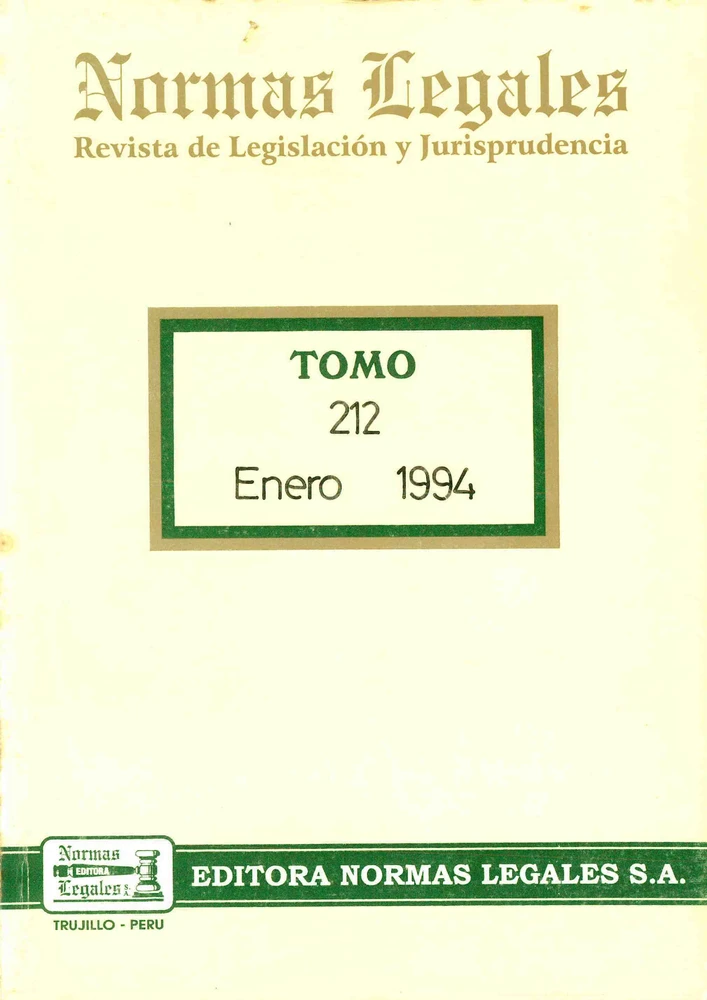 Normas Legales
Revista de Legislación y Jurisprudencia
TOMO
212
Enero 1994
Normas
EDITORA
Legales
EDITORA NORMAS LEGALES S.A.
TRUJILLO - PERU